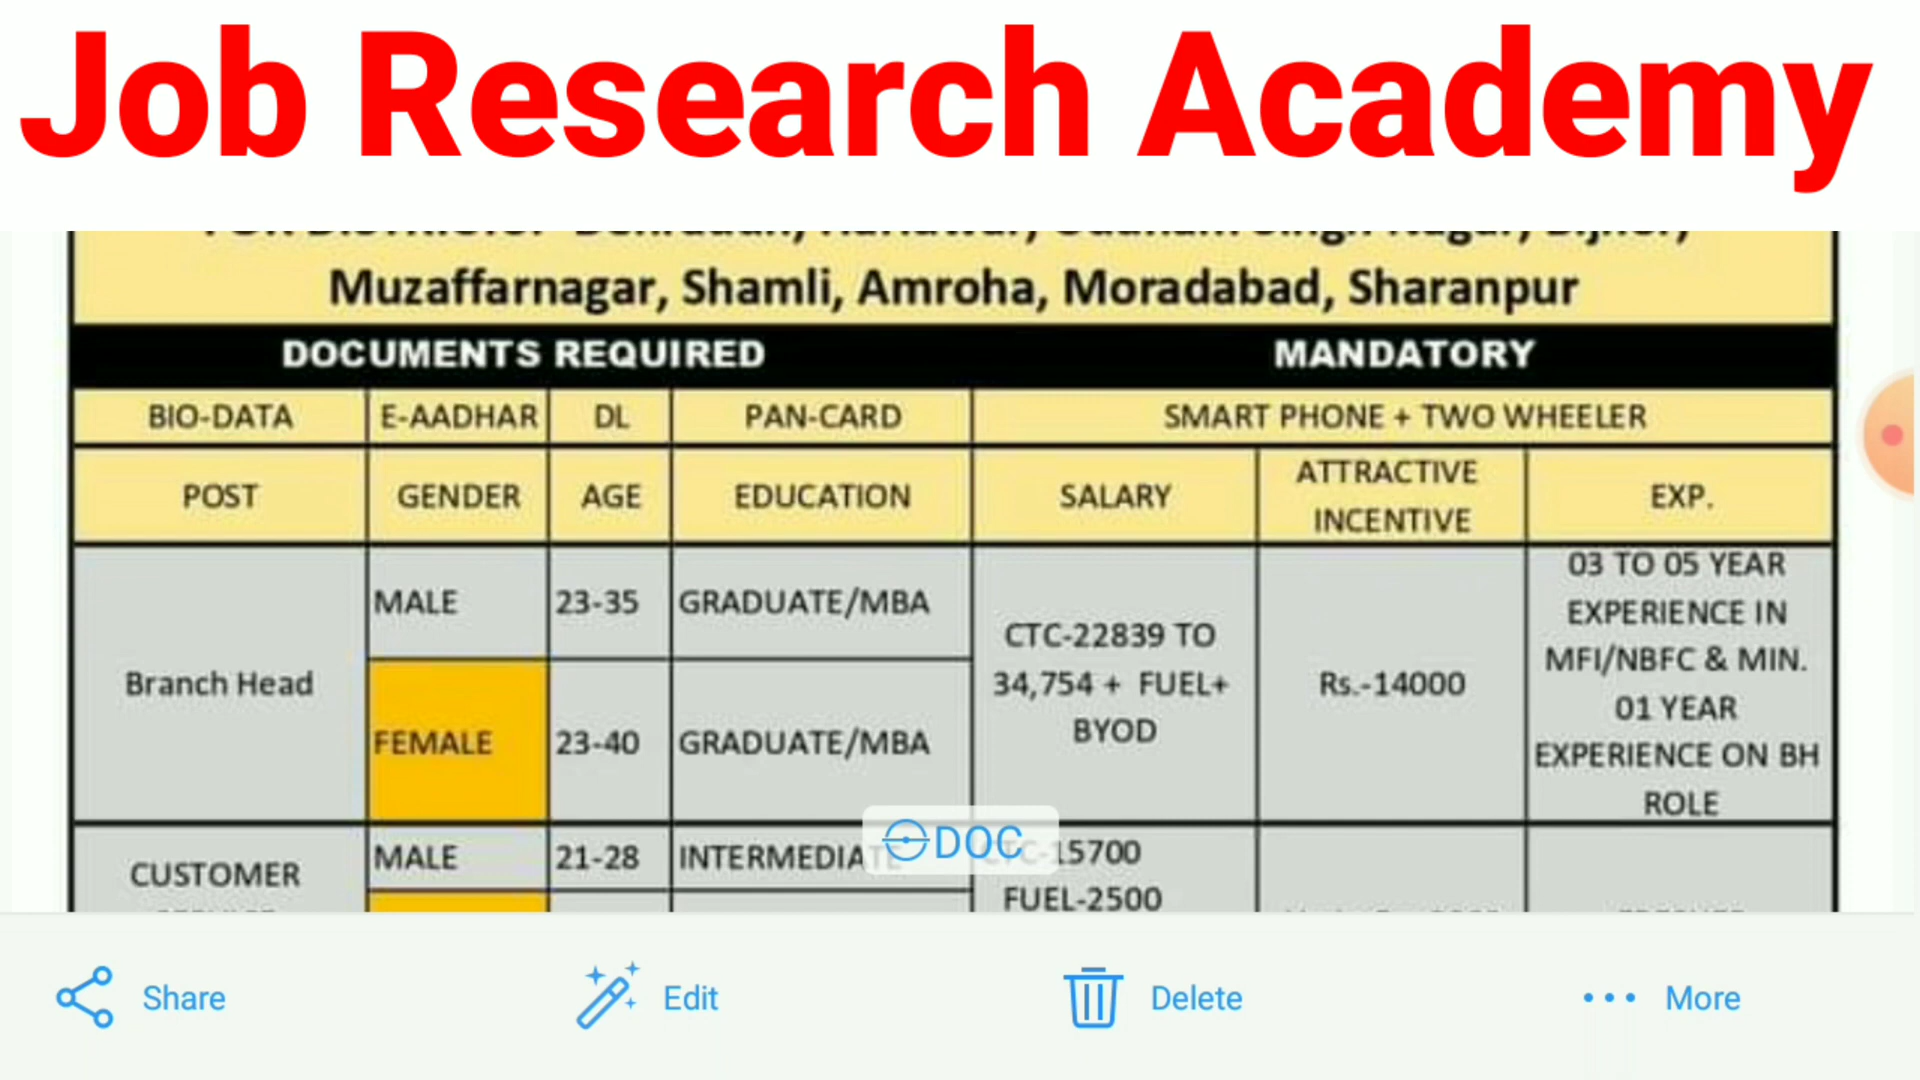 Job Research Academy
Muzaffarnagar, Shamli, Amroha, Moradabad, Sharanpur
DOCUMENTS REQUIRED MANDATORY
BIO-DATA E-AADHAR DL PAN-CARD SMART PHONE + TWO WHEELER
POST GENDER AGE EDUCATION SALARY ATTRACTIVE INCENTIVE EXP.
Branch Head
MALE 23-35 GRADUATE/MBA
FEMALE 23-40 GRADUATE/MBA
CTC-22839 TO
34,754 + FUEL+
BYOD
Rs.-14000
03 TO 05 YEAR
EXPERIENCE IN
MFI/NBFC & MIN.
01 YEAR
EXPERIENCE ON BH
ROLE
CUSTOMER
MALE 21-28 INTERMEDIATE
CTC-15700
FUEL-2500
DOC
Share Edit Delete More